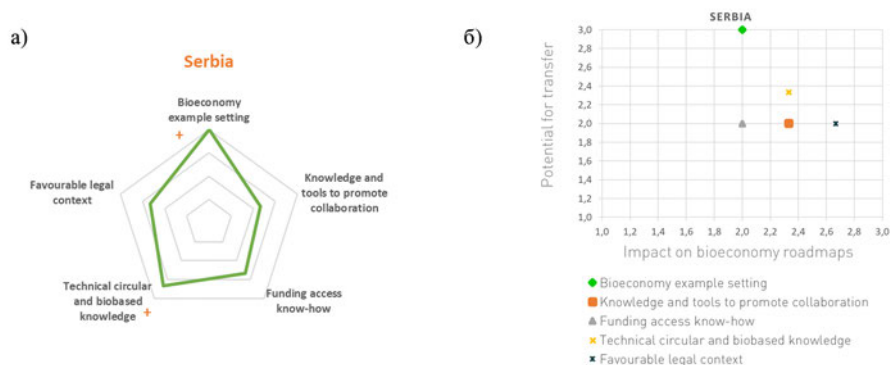 а)
Serbia
Bioeconomy
example setting
+
Knowledge and
tools to promote
collaboration
Favourable legal
context
Technical circular
and biobased
knowledge
+
Funding access
know-how
б)
SERBIA
Potential for transfer
3,0
2,8
2,6
2,4
2,2
2,0
1,8
1,6
1,4
1,2
1,0
1,0 1,2 1,4 1,6 1,8 2,0 2,2 2,4 2,6 2,8 3,0
Impact on bioeconomy roadmaps
Bioeconomy example setting
Knowledge and tools to promote collaboration
Funding access know-how
Technical circular and biobased knowledge
Favourable legal context